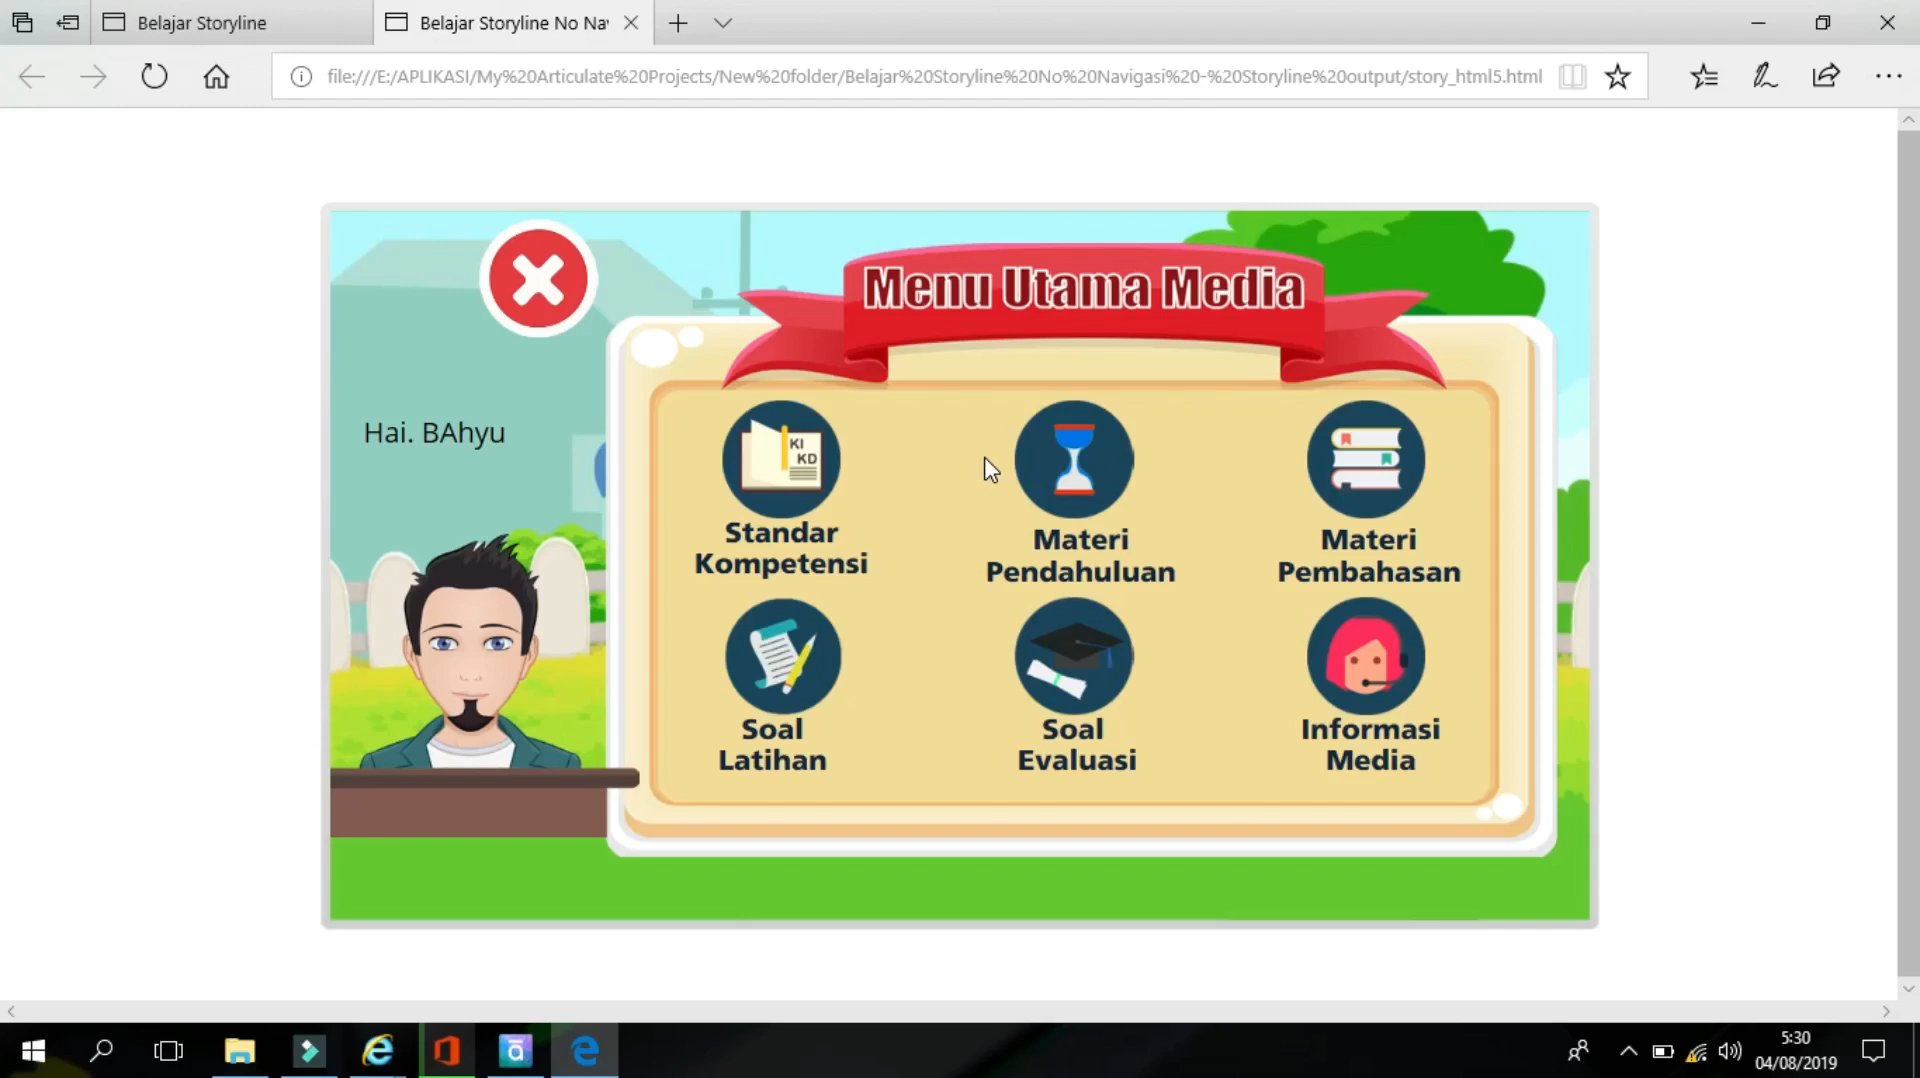 Belajar Storyline
Belajar Storyline No Nav
file:///E:/APLIKASI/My%20Articulate%20Projects/New%20folder/Belajar%20Storyline%20No%20Navigasi%20-%20Storyline%20output/story_html5.html
Menu Utama Media
Hai. BAhyu
KI
KD
Standar
Kompetensi
Materi
Pendahuluan
Materi
Pembahasan
Soal
Latihan
Soal
Evaluasi
Informasi
Media
5:30
04/08/2019